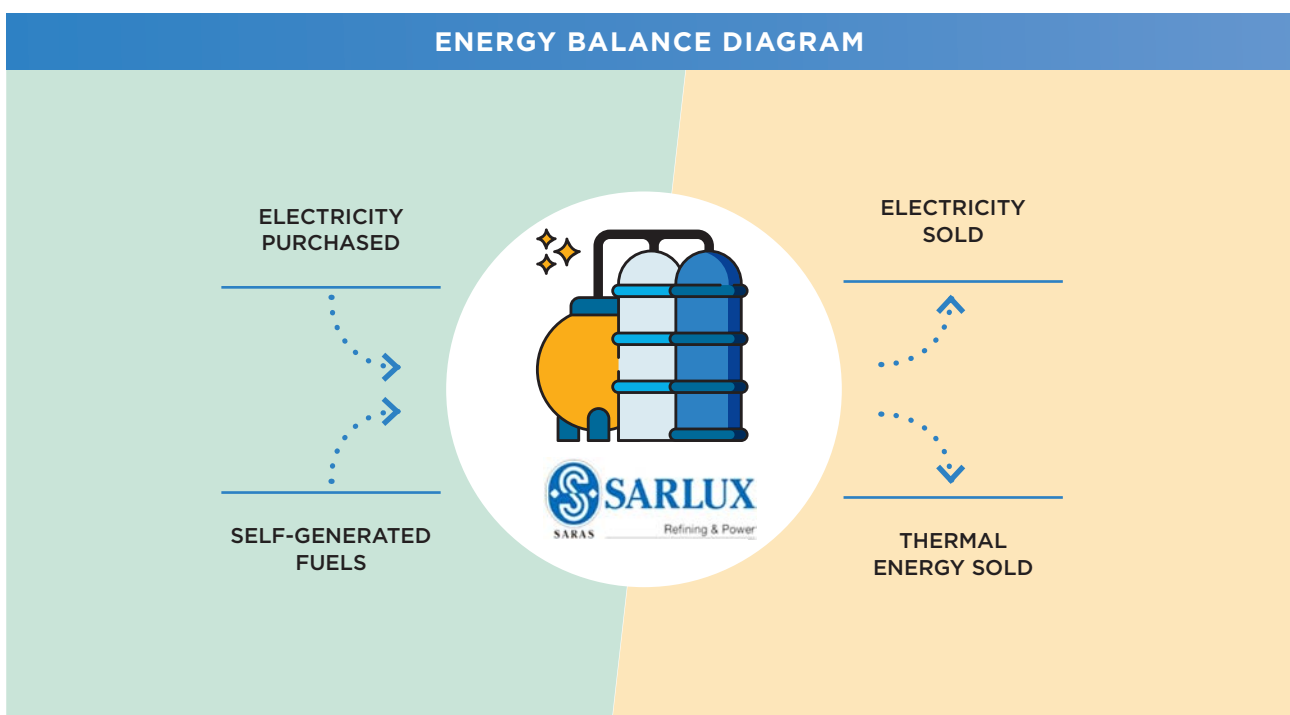 ENERGY BALANCE DIAGRAM
ELECTRICITY
PURCHASED
SELF-GENERATED
FUELS
SARLUX
SARAS
Refining & Power
ELECTRICITY
SOLD
THERMAL
ENERGY SOLD